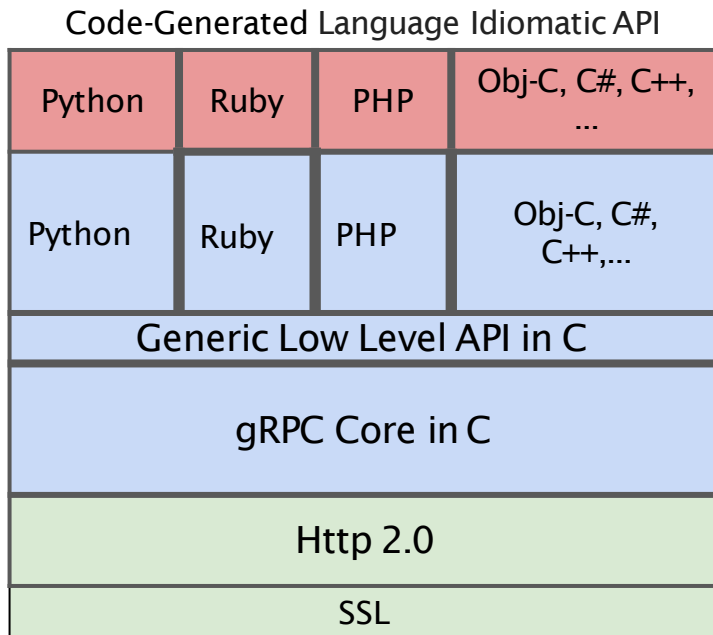 Code-Generated Language Idiomatic API
Python Ruby PHP Obj-C, C#, C++,
...
Python Ruby PHP Obj-C, C#,
C++,...
Generic Low Level API in C
gRPC Core in C
Http 2.0
SSL